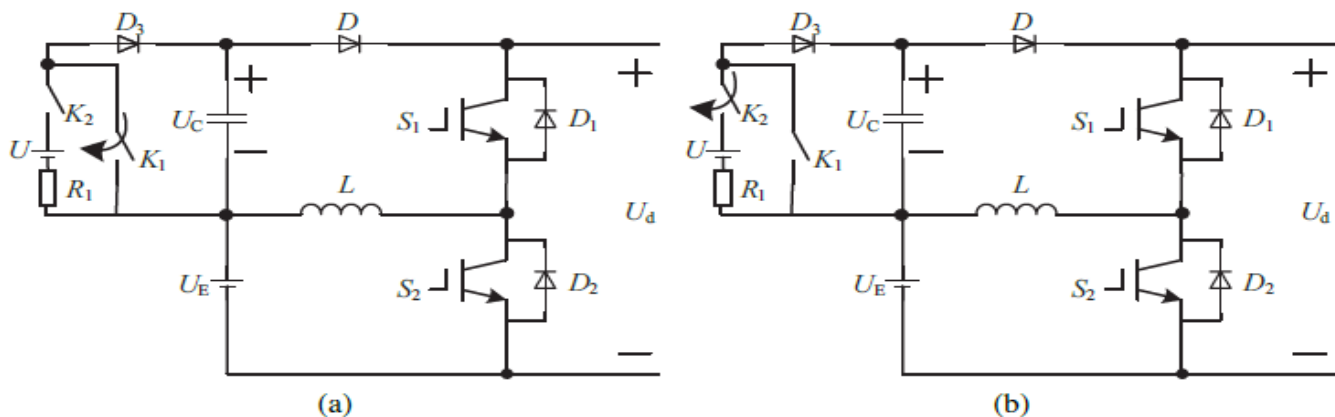 D3
D
+
+
K2
UC
S1
D1
U
K1
−
R1
L
Ud
UE
S2
D2
−
(a)
D3
D
+
+
K2
UC
S1
D1
U
K1
−
R1
L
Ud
UE
S2
D2
−
(b)